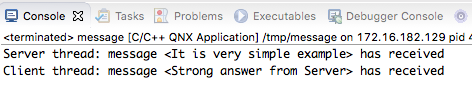 Console Tasks Problems Executables Debugger Console
<terminated> message [C/C++ QNX Application] /tmp/message on 172.16.182.129 pid
Server thread: message <It is very simple example> has received
Client thread: message <Strong answer from Server> has received